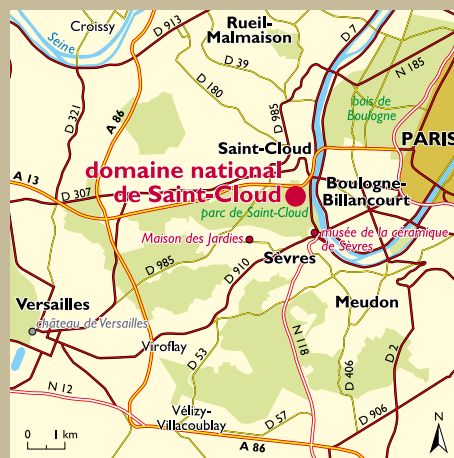 Croissy
D 913
Rueil-
Malmaison
D 7
Seine
D 39
N 185
D 180
D 321
A 86
D 985
bois de
Boulogne
Saint-Cloud
PARIS
domaine national
de Saint-Cloud
A 13
D 307
parc de Saint-Cloud
Boulogne-
Billancourt
Maison des Jardies
musée de la céramique
de Sèvres
Sèvres
D 985
D 910
Versailles
château de Versailles
Meudon
Viroflay
D 53
N 118
D 406
D 2
N 12
Vélizy-
Villacoublay
D 57
D 906
A 86
0 1 km
N